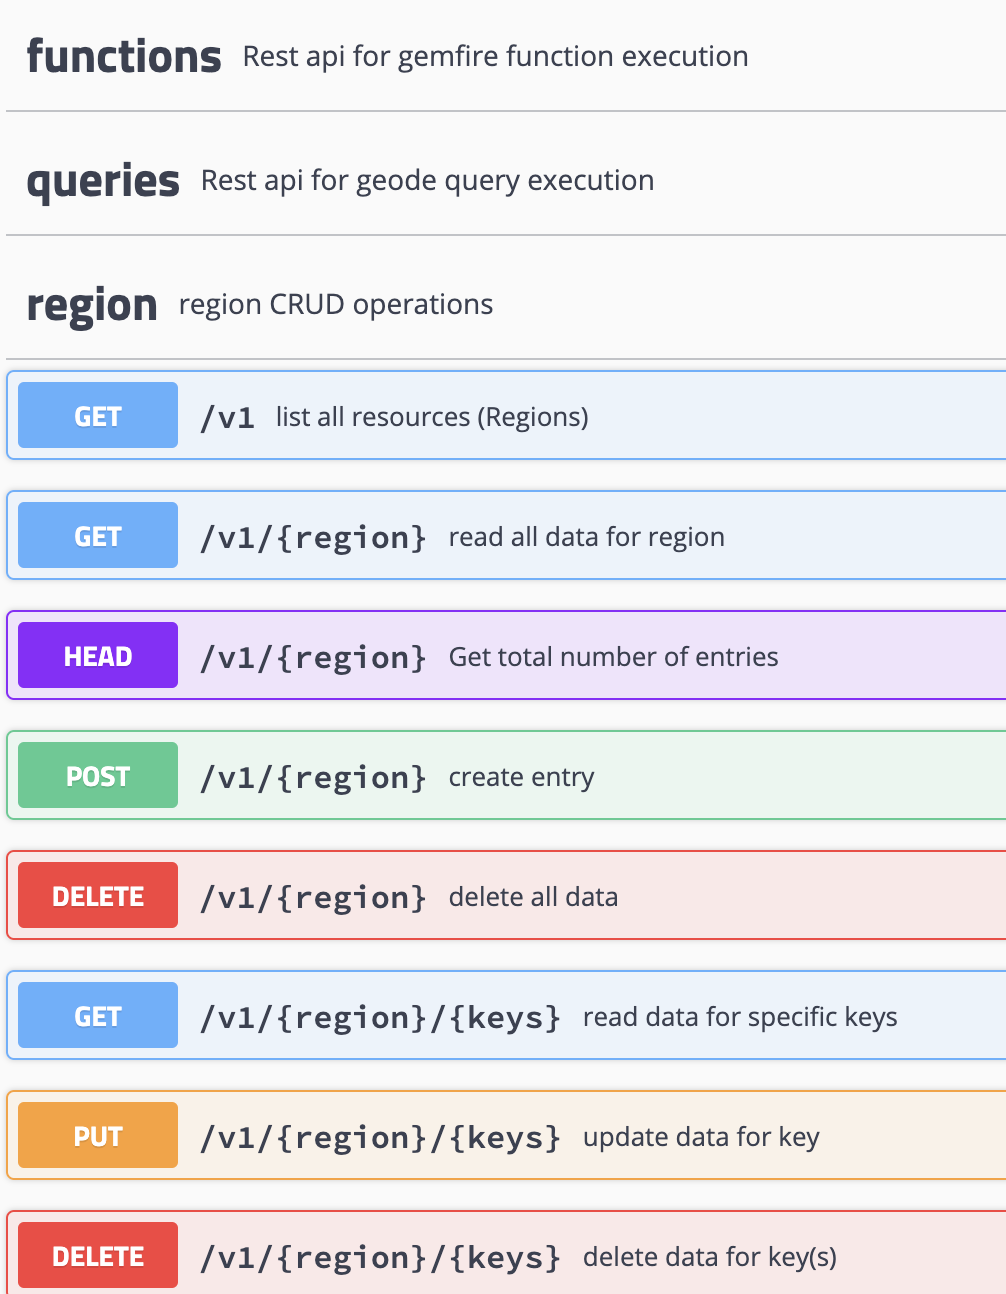 functions Rest api for gemfire function execution
queries Rest api for geode query execution
region region CRUD operations
GET /v1 list all resources (Regions)
GET /v1/{region} read all data for region
HEAD /v1/{region} Get total number of entries
POST /v1/{region} create entry
DELETE /v1/{region} delete all data
GET /v1/{region}/{keys} read data for specific keys
PUT /v1/{region}/{keys} update data for key
DELETE /v1/{region}/{keys} delete data for key(s)